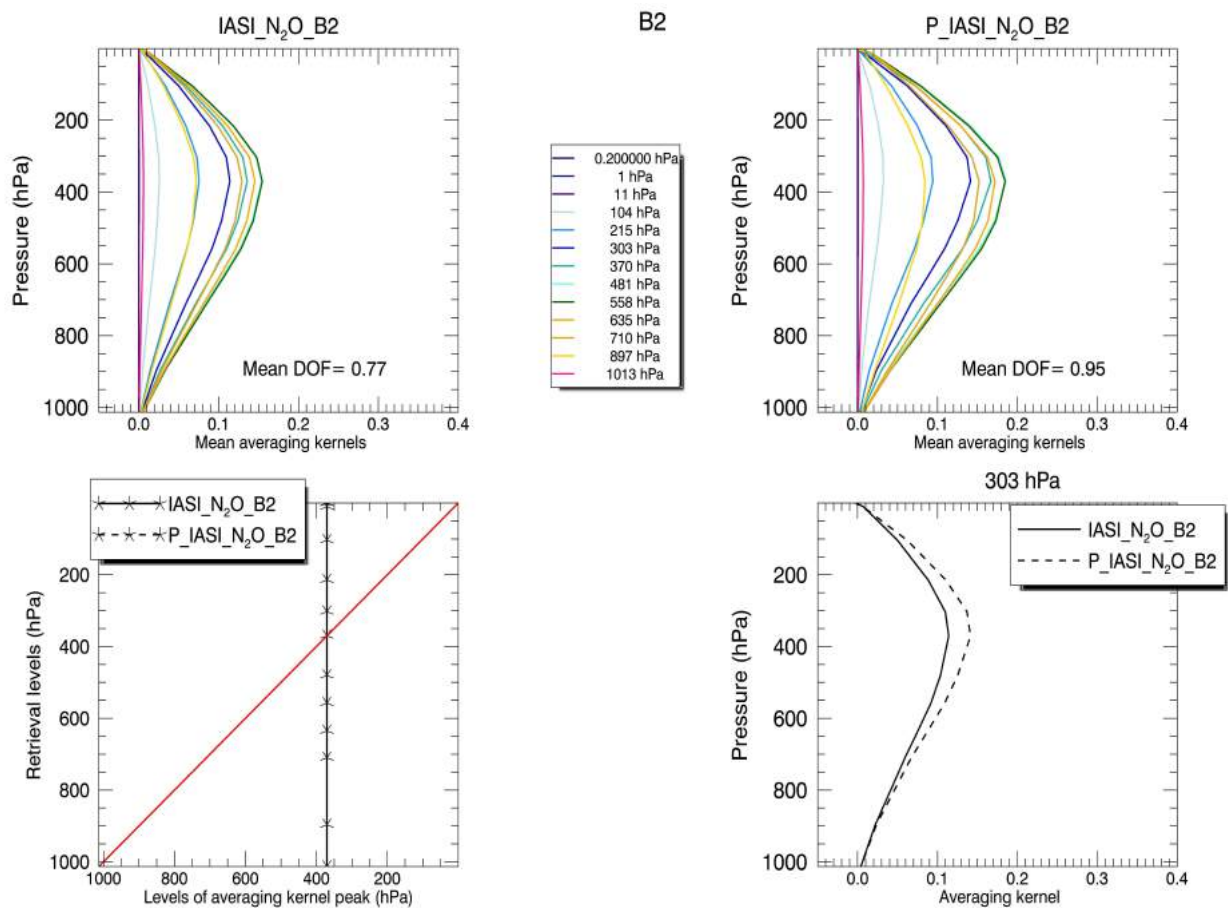 IASI_N₂O_B2
B2
P_IASI_N₂O_B2
Pressure (hPa)
200
400
600
800
1000
0.0 0.1 0.2 0.3 0.4
Mean averaging kernels
Mean DOF= 0.77
0.200000 hPa
1 hPa
11 hPa
104 hPa
215 hPa
303 hPa
370 hPa
481 hPa
558 hPa
635 hPa
710 hPa
897 hPa
1013 hPa
Pressure (hPa)
200
400
600
800
1000
0.0 0.1 0.2 0.3 0.4
Mean averaging kernels
Mean DOF= 0.95
IASI_N₂O_B2
P_IASI_N₂O_B2
Retrieval levels (hPa)
200
400
600
800
1000
1000 800 600 400 200
Levels of averaging kernel peak (hPa)
303 hPa
IASI_N₂O_B2
P_IASI_N₂O_B2
Pressure (hPa)
200
400
600
800
1000
0.0 0.1 0.2 0.3 0.4
Averaging kernel